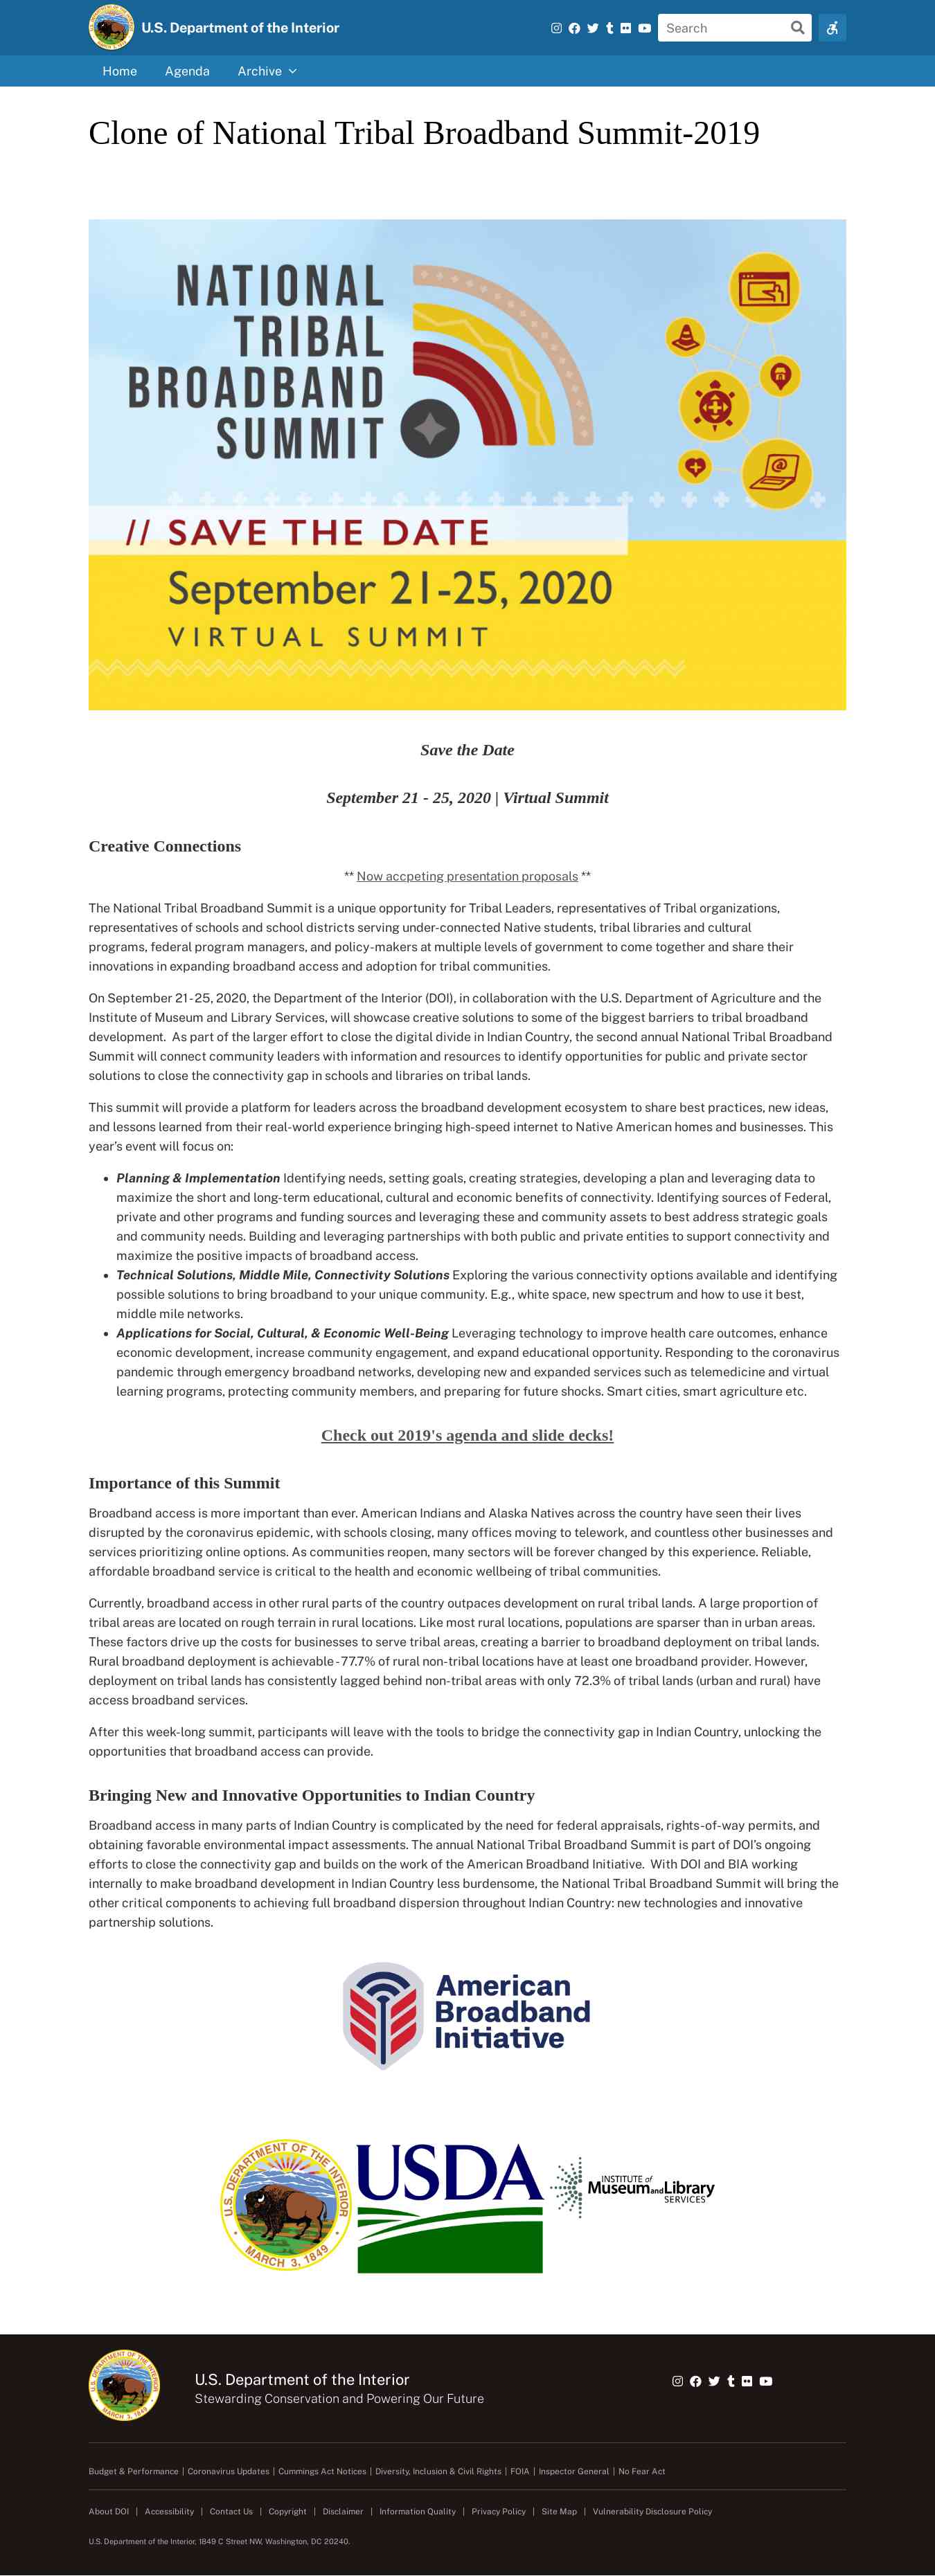 U.S. Department of the Interior
Search
Home Agenda Archive
Clone of National Tribal Broadband Summit-2019
NATIONAL
TRIBAL
BROADBAND
SUMMIT
// SAVE THE DATE
September 21-25, 2020
VIRTUAL SUMMIT
Save the Date
September 21 - 25, 2020 | Virtual Summit
Creative Connections
** Now accpeting presentation proposals **
The National Tribal Broadband Summit is a unique opportunity for Tribal Leaders, representatives of Tribal organizations,
representatives of schools and school districts serving under-connected Native students, tribal libraries and cultural
programs, federal program managers, and policy-makers at multiple levels of government to come together and share their
innovations in expanding broadband access and adoption for tribal communities.
On September 21-25, 2020, the Department of the Interior (DOI), in collaboration with the U.S. Department of Agriculture and the
Institute of Museum and Library Services, will showcase creative solutions to some of the biggest barriers to tribal broadband
development.  As part of the larger effort to close the digital divide in Indian Country, the second annual National Tribal Broadband
Summit will connect community leaders with information and resources to identify opportunities for public and private sector
solutions to close the connectivity gap in schools and libraries on tribal lands.
This summit will provide a platform for leaders across the broadband development ecosystem to share best practices, new ideas,
and lessons learned from their real-world experience bringing high-speed internet to Native American homes and businesses. This
year's event will focus on:
• Planning & Implementation Identifying needs, setting goals, creating strategies, developing a plan and leveraging data to
maximize the short and long-term educational, cultural and economic benefits of connectivity. Identifying sources of Federal,
private and other programs and funding sources and leveraging these and community assets to best address strategic goals
and community needs. Building and leveraging partnerships with both public and private entities to support connectivity and
maximize the positive impacts of broadband access.
• Technical Solutions, Middle Mile, Connectivity Solutions Exploring the various connectivity options available and identifying
possible solutions to bring broadband to your unique community. E.g., white space, new spectrum and how to use it best,
middle mile networks.
• Applications for Social, Cultural, & Economic Well-Being Leveraging technology to improve health care outcomes, enhance
economic development, increase community engagement, and expand educational opportunity. Responding to the coronavirus
pandemic through emergency broadband networks, developing new and expanded services such as telemedicine and virtual
learning programs, protecting community members, and preparing for future shocks. Smart cities, smart agriculture etc.
Check out 2019's agenda and slide decks!
Importance of this Summit
Broadband access is more important than ever. American Indians and Alaska Natives across the country have seen their lives
disrupted by the coronavirus epidemic, with schools closing, many offices moving to telework, and countless other businesses and
services prioritizing online options. As communities reopen, many sectors will be forever changed by this experience. Reliable,
affordable broadband service is critical to the health and economic wellbeing of tribal communities.
Currently, broadband access in other rural parts of the country outpaces development on rural tribal lands. A large proportion of
tribal areas are located on rough terrain in rural locations. Like most rural locations, populations are sparser than in urban areas.
These factors drive up the costs for businesses to serve tribal areas, creating a barrier to broadband deployment on tribal lands.
Rural broadband deployment is achievable - 77.7% of rural non-tribal locations have at least one broadband provider. However,
deployment on tribal lands has consistently lagged behind non-tribal areas with only 72.3% of tribal lands (urban and rural) have
access broadband services.
After this week-long summit, participants will leave with the tools to bridge the connectivity gap in Indian Country, unlocking the
opportunities that broadband access can provide.
Bringing New and Innovative Opportunities to Indian Country
Broadband access in many parts of Indian Country is complicated by the need for federal appraisals, rights-of-way permits, and
obtaining favorable environmental impact assessments. The annual National Tribal Broadband Summit is part of DOI's ongoing
efforts to close the connectivity gap and builds on the work of the American Broadband Initiative.  With DOI and BIA working
internally to make broadband development in Indian Country less burdensome, the National Tribal Broadband Summit will bring the
other critical components to achieving full broadband dispersion throughout Indian Country: new technologies and innovative
partnership solutions.
American
Broadband
Initiative
U.S. DEPARTMENT OF THE INTERIOR
MARCH 3, 1849
USDA
INSTITUTE of
Museum and Library
SERVICES
U.S. DEPARTMENT OF THE INTERIOR
MARCH 3, 1849
U.S. Department of the Interior
Stewarding Conservation and Powering Our Future
Budget & Performance | Coronavirus Updates | Cummings Act Notices | Diversity, Inclusion & Civil Rights | FOIA | Inspector General | No Fear Act
About DOI | Accessibility | Contact Us | Copyright | Disclaimer | Information Quality | Privacy Policy | Site Map | Vulnerability Disclosure Policy
U.S. Department of the Interior, 1849 C Street NW, Washington, DC 20240.